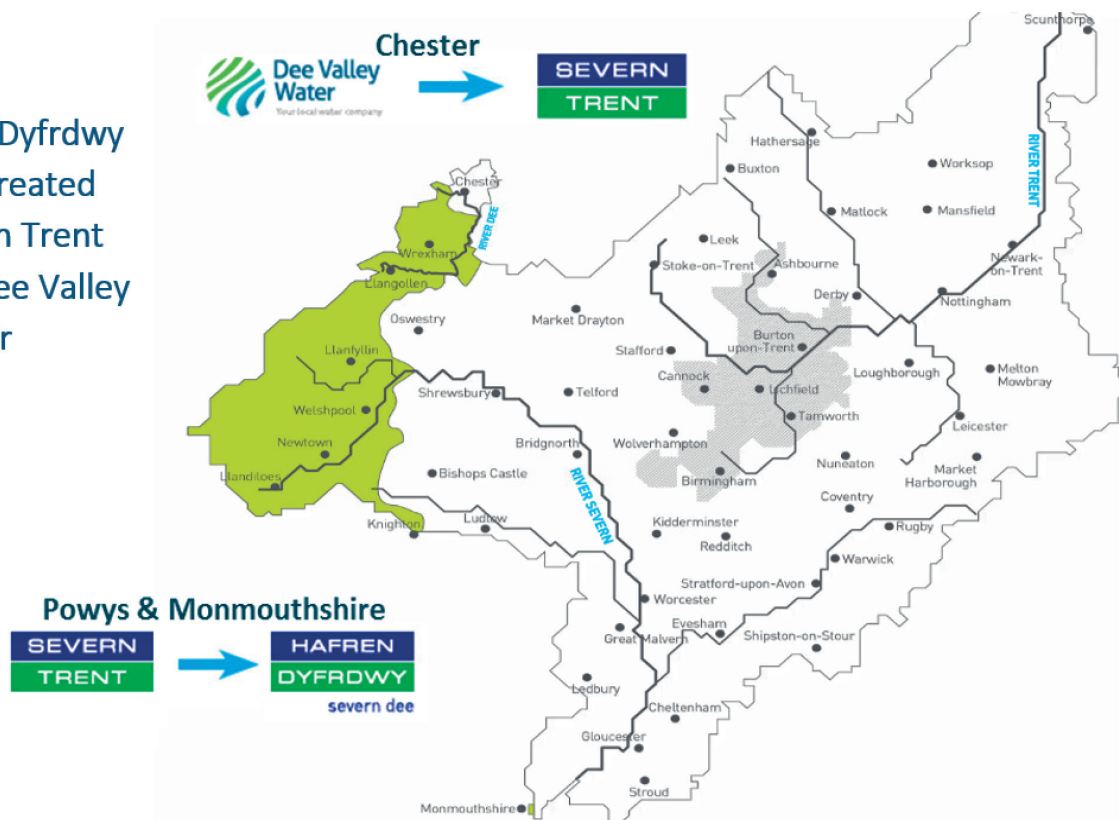 Scunthorpe
Chester
Dee Valley
Water
Your local water company
SEVERN
TRENT
Dyfrdwy
reated
n Trent
ee Valley
r
Hathersage
Buxton
Worksop
RIVER TRENT
Chester
Matlock
Mansfield
RIVER DEE
Leek
Wrexham
Stoke-on-Trent
Ashbourne
Newark-
on-Trent
Llangollen
Derby
Nottingham
Oswestry
Market Drayton
Burton
upon-Trent
Llanfyllin
Stafford
Loughborough
Melton
Mowbray
Cannock
Shrewsbury
Telford
Lichfield
Welshpool
Tamworth
Leicester
Newtown
Bridgnorth
Wolverhampton
Llandiloes
Bishops Castle
Birmingham
Nuneaton
Market
Harborough
RIVER SEVERN
Coventry
Knighton
Ludlow
Kidderminster
Redditch
Rugby
Warwick
Stratford-upon-Avon
Powys & Monmouthshire
Worcester
SEVERN
TRENT
HAFREN
DYFRDWY
severn dee
Great Malvern
Evesham
Shipston-on-Stour
Ledbury
Cheltenham
Gloucester
Stroud
Monmouthshire